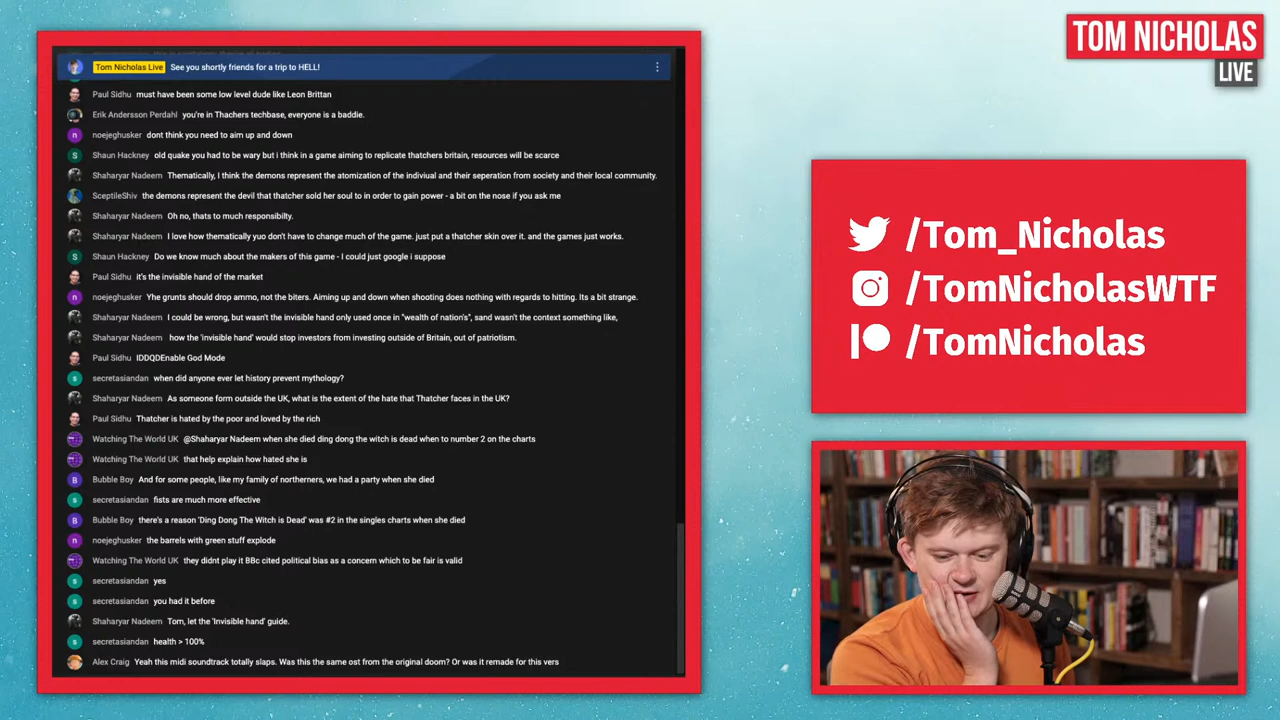 TOM NICHOLAS
LIVE
Tom Nicholas Live See you shortly friends for a trip to HELL!
Paul Sidhu must have been some low level dude like Leon Brittan
Erik Andersson Perdahl you're in Thachers techbase, everyone is a baddie.
n noejeghusker dont think you need to aim up and down
S Shaun Hackney old quake you had to be wary but i think in a game aiming to replicate thatchers britain, resources will be scarce
Shaharyar Nadeem Thematically, I think the demons represent the atomization of the indiviual and their seperation from society and their local community.
SceptileShiv the demons represent the devil that thatcher sold her soul to in order to gain power - a bit on the nose if you ask me
Shaharyar Nadeem Oh no, thats to much responsibilty.
Shaharyar Nadeem I love how thematically yuo don't have to change much of the game. just put a thatcher skin over it. and the games just works.
S Shaun Hackney Do we know much about the makers of this game - I could just google i suppose
Paul Sidhu it's the invisible hand of the market
n noejeghusker Yhe grunts should drop ammo, not the biters. Aiming up and down when shooting does nothing with regards to hitting. Its a bit strange.
Shaharyar Nadeem I could be wrong, but wasn't the invisible hand only used once in "wealth of nation's", sand wasn't the context something like,
Shaharyar Nadeem how the 'invisible hand' would stop investors from investing outside of Britain, out of patriotism.
Paul Sidhu IDDQDEnable God Mode
s secretasiandan when did anyone ever let history prevent mythology?
Shaharyar Nadeem As someone form outside the UK, what is the extent of the hate that Thatcher faces in the UK?
Paul Sidhu Thatcher is hated by the poor and loved by the rich
Watching The World UK @Shaharyar Nadeem when she died ding dong the witch is dead when to number 2 on the charts
Watching The World UK that help explain how hated she is
B Bubble Boy And for some people, like my family of northerners, we had a party when she died
s secretasiandan fists are much more effective
B Bubble Boy there's a reason 'Ding Dong The Witch is Dead' was #2 in the singles charts when she died
n noejeghusker the barrels with green stuff explode
Watching The World UK they didnt play it BBc cited political bias as a concern which to be fair is valid
s secretasiandan yes
s secretasiandan you had it before
Shaharyar Nadeem Tom, let the 'Invisible hand' guide.
s secretasiandan health > 100%
Alex Craig Yeah this midi soundtrack totally slaps. Was this the same ost from the original doom? Or was it remade for this vers
/Tom_Nicholas
/TomNicholasWTF
/TomNicholas